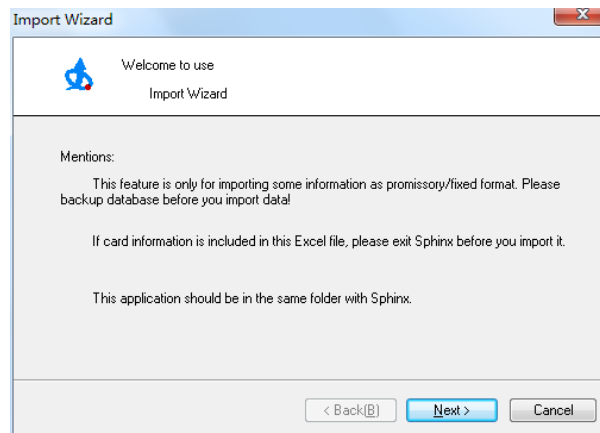 Import Wizard
Welcome to use
Import Wizard
Mentions:
This feature is only for importing some information as promissory/fixed format. Please
backup database before you import data!
If card information is included in this Excel file, please exit Sphinx before you import it.
This application should be in the same folder with Sphinx.
< Back(B)
Next >
Cancel